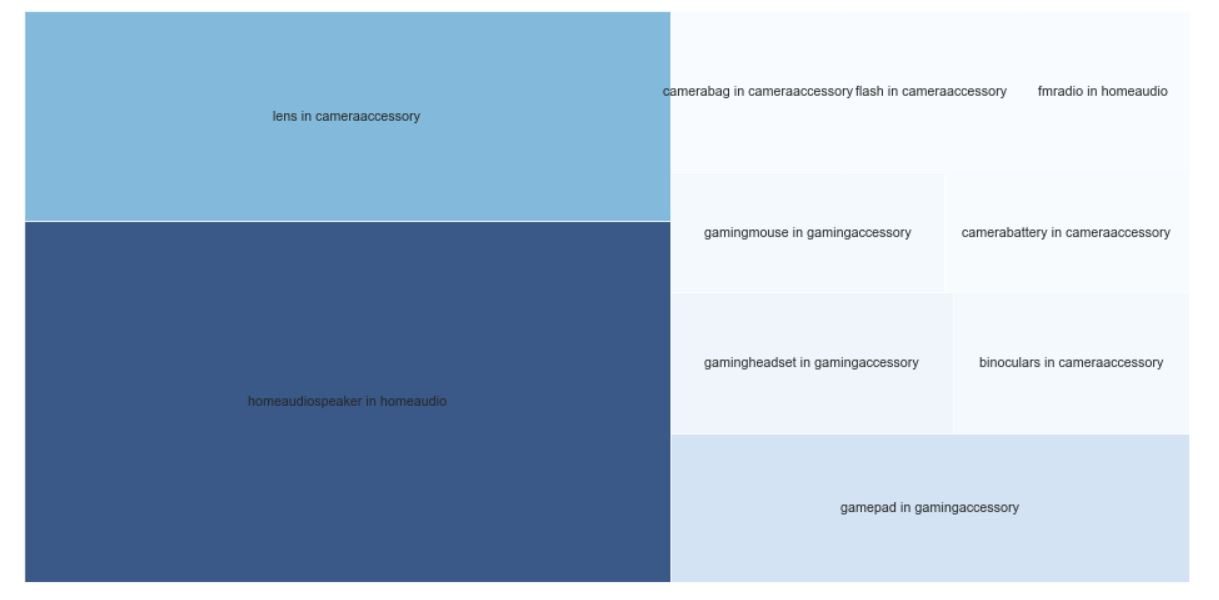 lens in cameraaccessory
homeaudiospeaker in homeaudio
camerabag in cameraaccessory
flash in cameraaccessory
fmradio in homeaudio
gamingmouse in gamingaccessory
camerabattery in cameraaccessory
gamingheadset in gamingaccessory
binoculars in cameraaccessory
gamepad in gamingaccessory